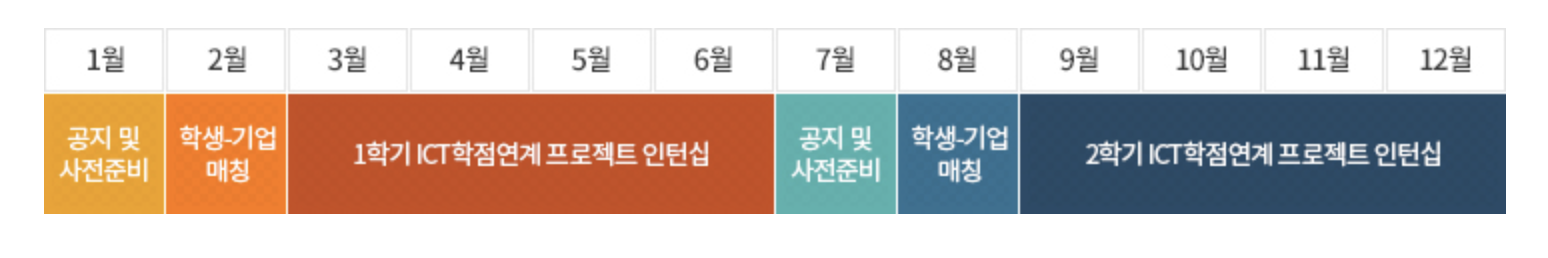 1월 2월 3월 4월 5월 6월 7월 8월 9월 10월 11월 12월
공지 및
사전준비
학생-기업
매칭
1학기 ICT학점연계 프로젝트 인턴십
공지 및
사전준비
학생-기업
매칭
2학기 ICT학점연계 프로젝트 인턴십